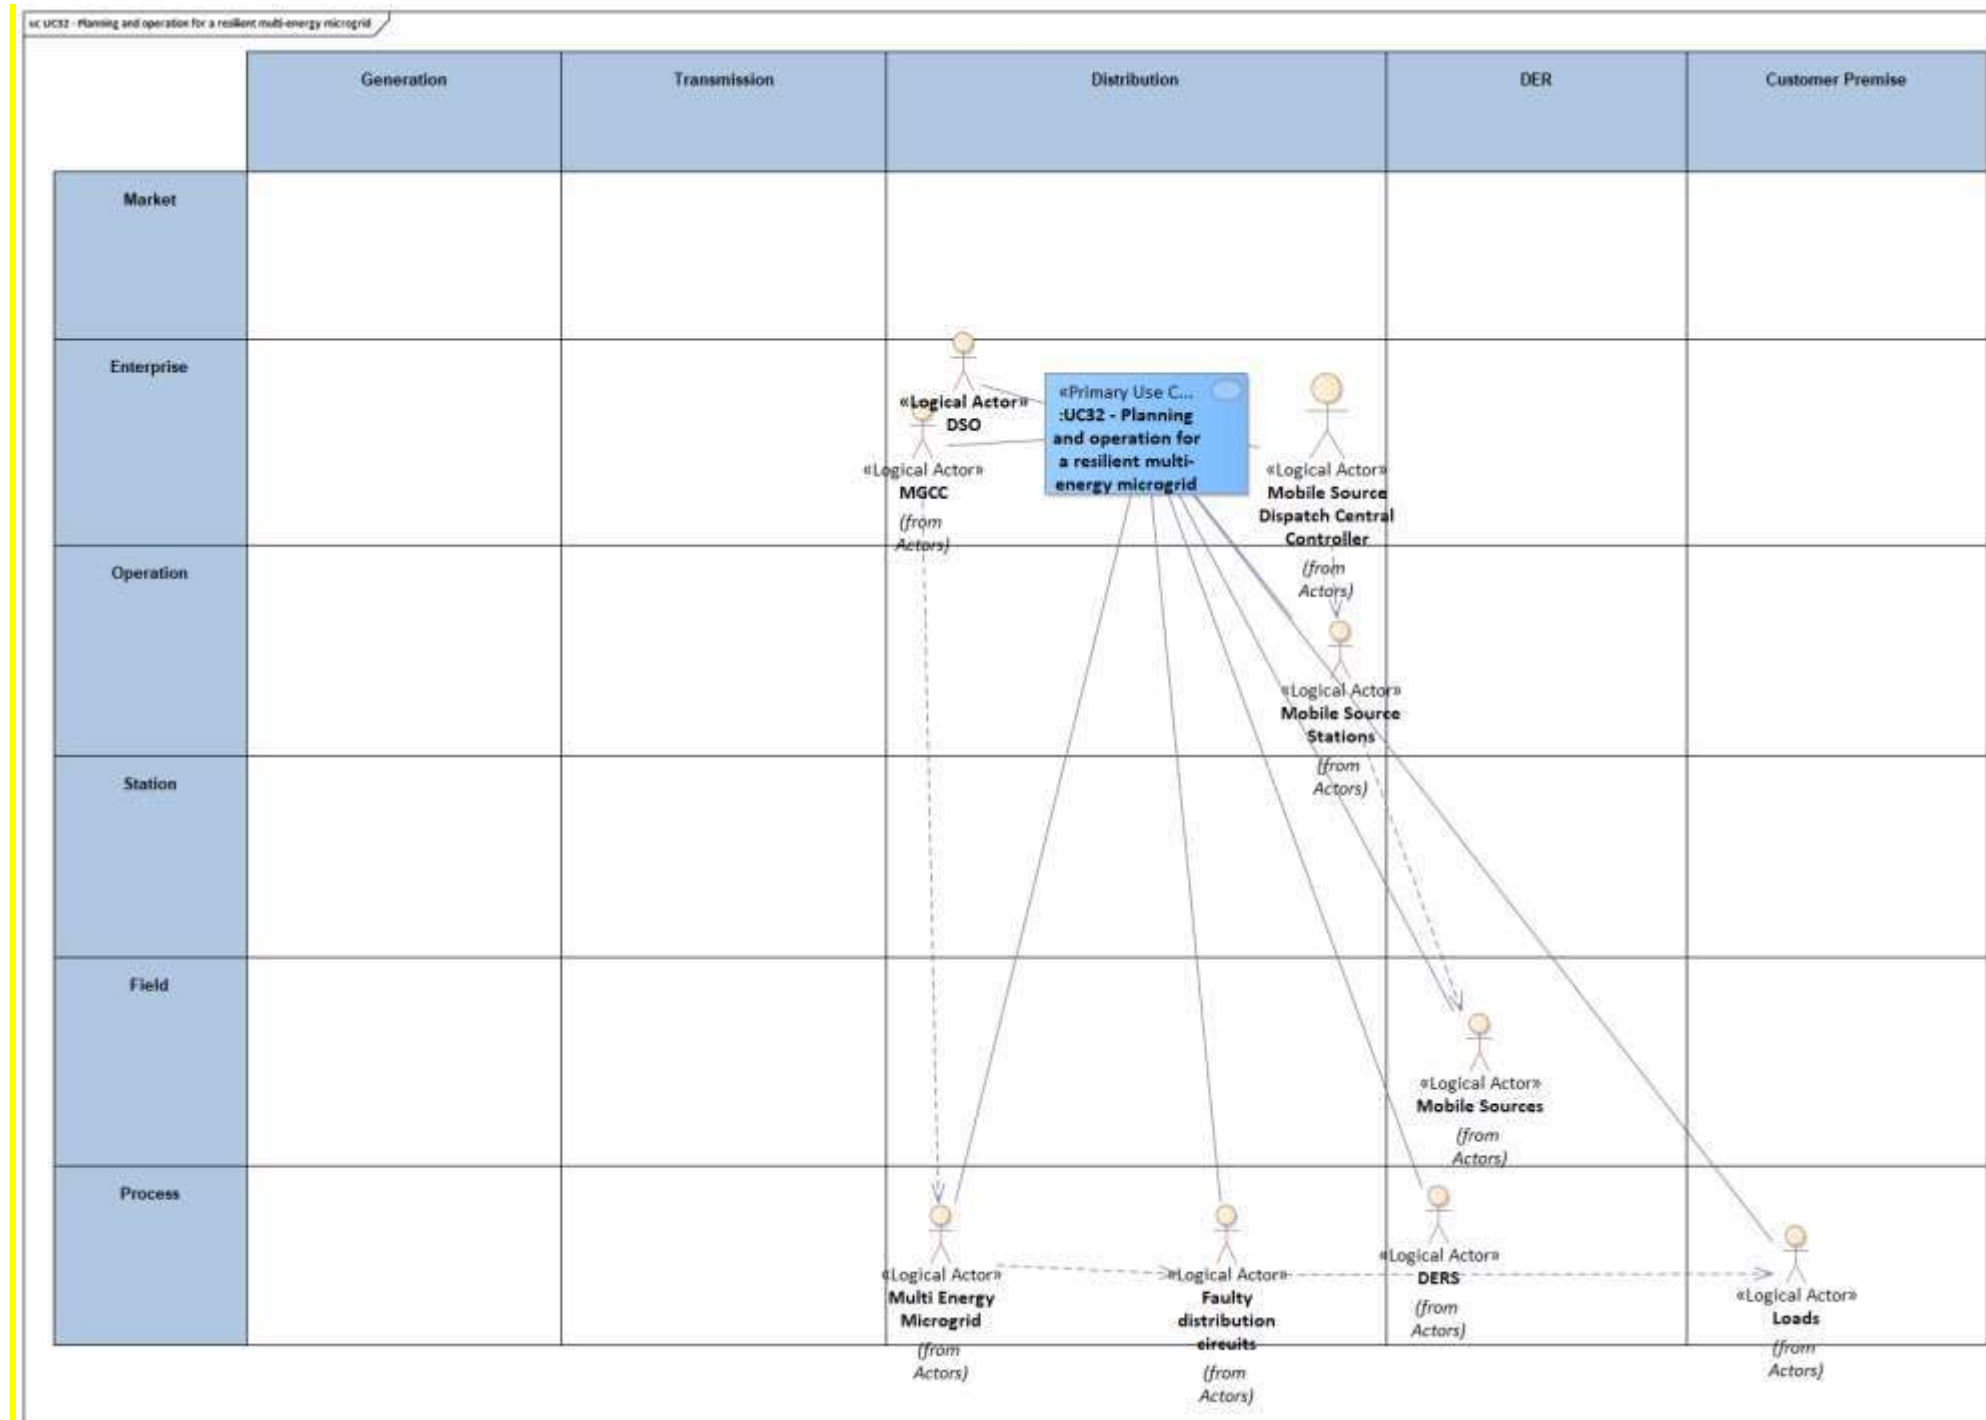 uc UC32 - Planning and operation for a resilient multi-energy microgrid
Generation
Transmission
Distribution
DER
Customer Premise
Market
Enterprise
«Logical Actor»
DSO
«Logical Actor»
MGCC
(from
Actors)
«Primary Use C...
:UC32 - Planning
and operation for
a resilient multi-
energy microgrid
«Logical Actor»
Mobile Source
Dispatch Central
Controller
(from
Actors)
Operation
«Logical Actor»
Mobile Source
Stations
(from
Actors)
Station
Field
«Logical Actor»
Mobile Sources
(from
Actors)
Process
«Logical Actor»
Multi Energy
Microgrid
(from
Actors)
«Logical Actor»
Faulty
distribution
circuits
(from
Actors)
«Logical Actor»
DERS
(from
Actors)
«Logical Actor»
Loads
(from
Actors)